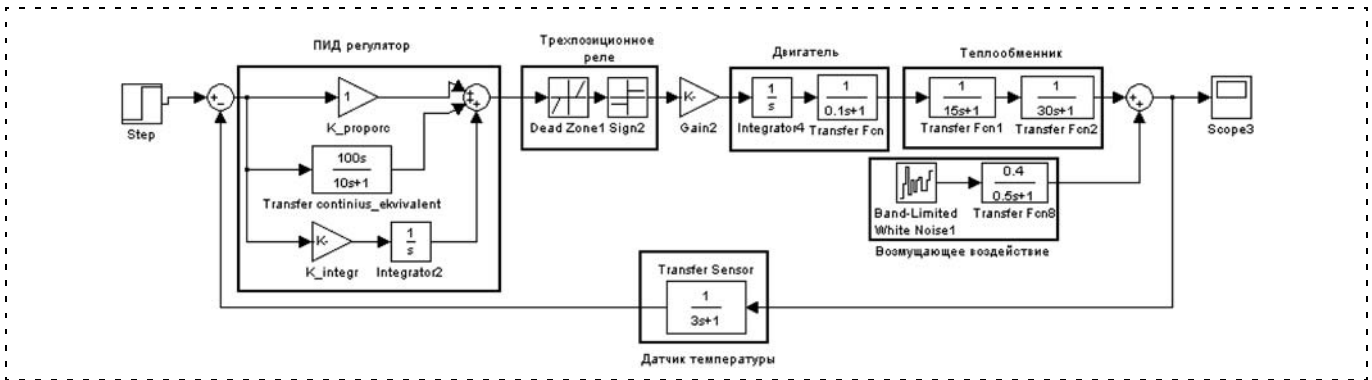 ПИД регулятор
Трехпозиционное
реле
Двигатель
Теплообменник
Step
1
K_proporc
100s
10s+1
Transfer continius_ekvivalent
K-
K_integr
1
s
Integrator2
Dead Zone1
Sign2
K-
Gain2
1
s
Integrator4
1
0.1s+1
Transfer Fcn
1
15s+1
Transfer Fcn1
1
30s+1
Transfer Fcn2
Scope3
Band-Limited
White Noise1
0.4
0.5s+1
Transfer Fcn8
Возмущающее воздействие
Transfer Sensor
1
3s+1
Датчик температуры